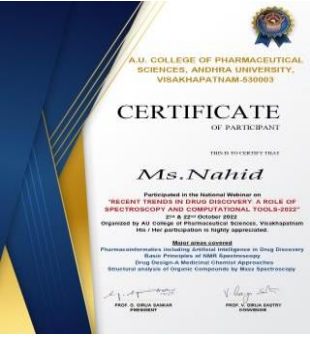 A.U. COLLEGE OF PHARMACEUTICAL
SCIENCES, ANDHRA UNIVERSITY,
VISAKHAPATNAM-530003
CERTIFICATE
OF PARTICIPANT
THIS IS TO CERTIFY THAT
Ms.Nahid
Participated in the National Webinar on
"RECENT TRENDS IN DRUG DISCOVERY: A ROLE OF
SPECTROSCOPY AND COMPUTATIONAL TOOLS-2022"
& 22nd October 2022
Organized by AU College of Pharmaceutical Sciences, Visakhapatnam
His / Her participation is highly appreciated.
Major areas covered
Pharmacoinformatics including Artificial Intelligence in Drug Discovery
Basic Principles of NMR Spectroscopy
Drug Design-A Medicinal Chemist Approaches
Structural analysis of Organic Compounds by Mass Spectroscopy
PROF. GIRIJA SANKAR
PRESIDENT
PROF. V. GIRIJA SASTRY
CONVENOR